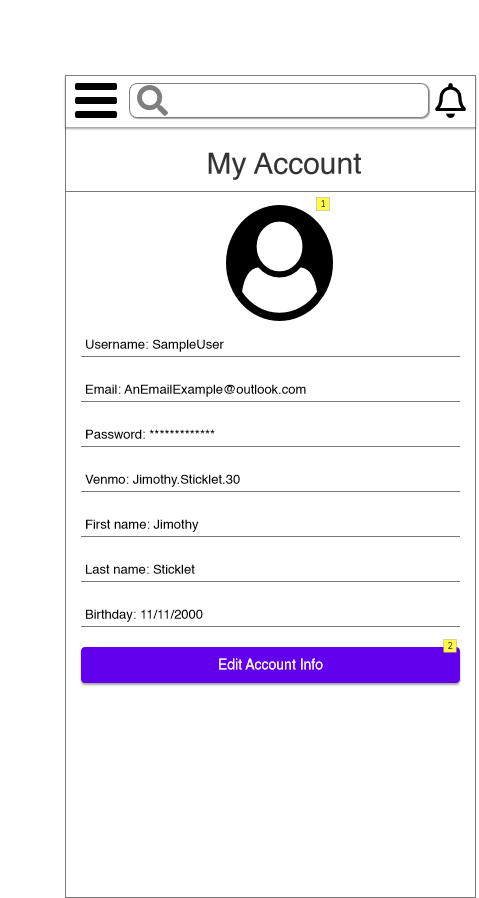 My Account
1
Username: SampleUser
Email: AnEmailExample@outlook.com
Password: *************
Venmo: Jimothy.Sticklet.30
First name: Jimothy
Last name: Sticklet
Birthday: 11/11/2000
2
Edit Account Info